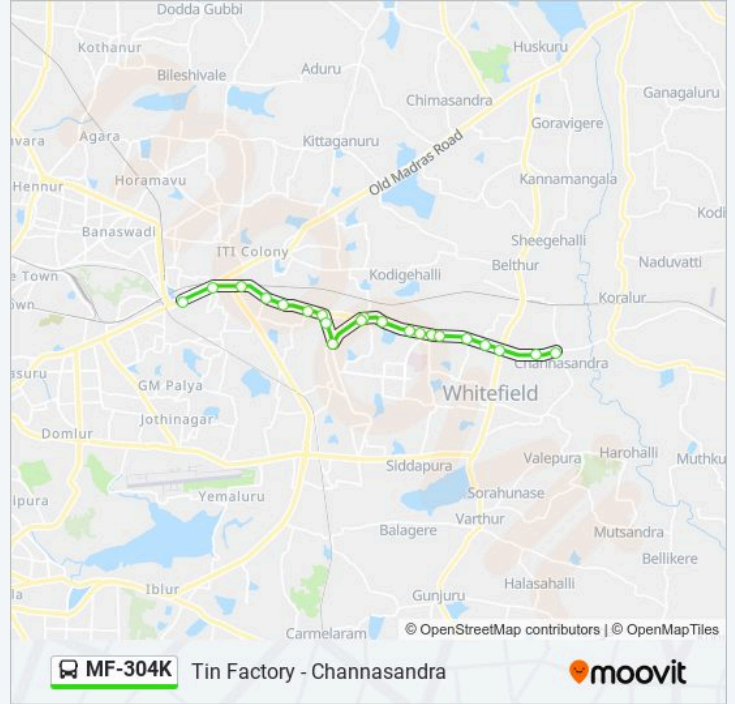 Dodda Gubbi
Kothanur
Huskuru
Bileshivale
Aduru
Ganagaluru
Chimasandra
Goravigere
Agara
Kittaganuru
Old Madras Road
Hennur
Horamavu
Kannamangala
Kodi
Banaswadi
Sheegehalli
ITI Colony
Naduvatti
e Town
Kodigehalli
Belthur
Koralur
own
asuru
Channasandra
GM Palya
Whitefield
Jothinagar
Domlur
Valepura
Harohalli
Muthku
Siddapura
ipura
Yemaluru
Sorahunase
Varthur
Mutsandra
Balagere
Bellikere
la
Iblur
Halasahalli
Gunjuru
Carmelaram
© OpenStreetMap contributors | © OpenMapTiles
MF-304K Tin Factory - Channasandra moovit